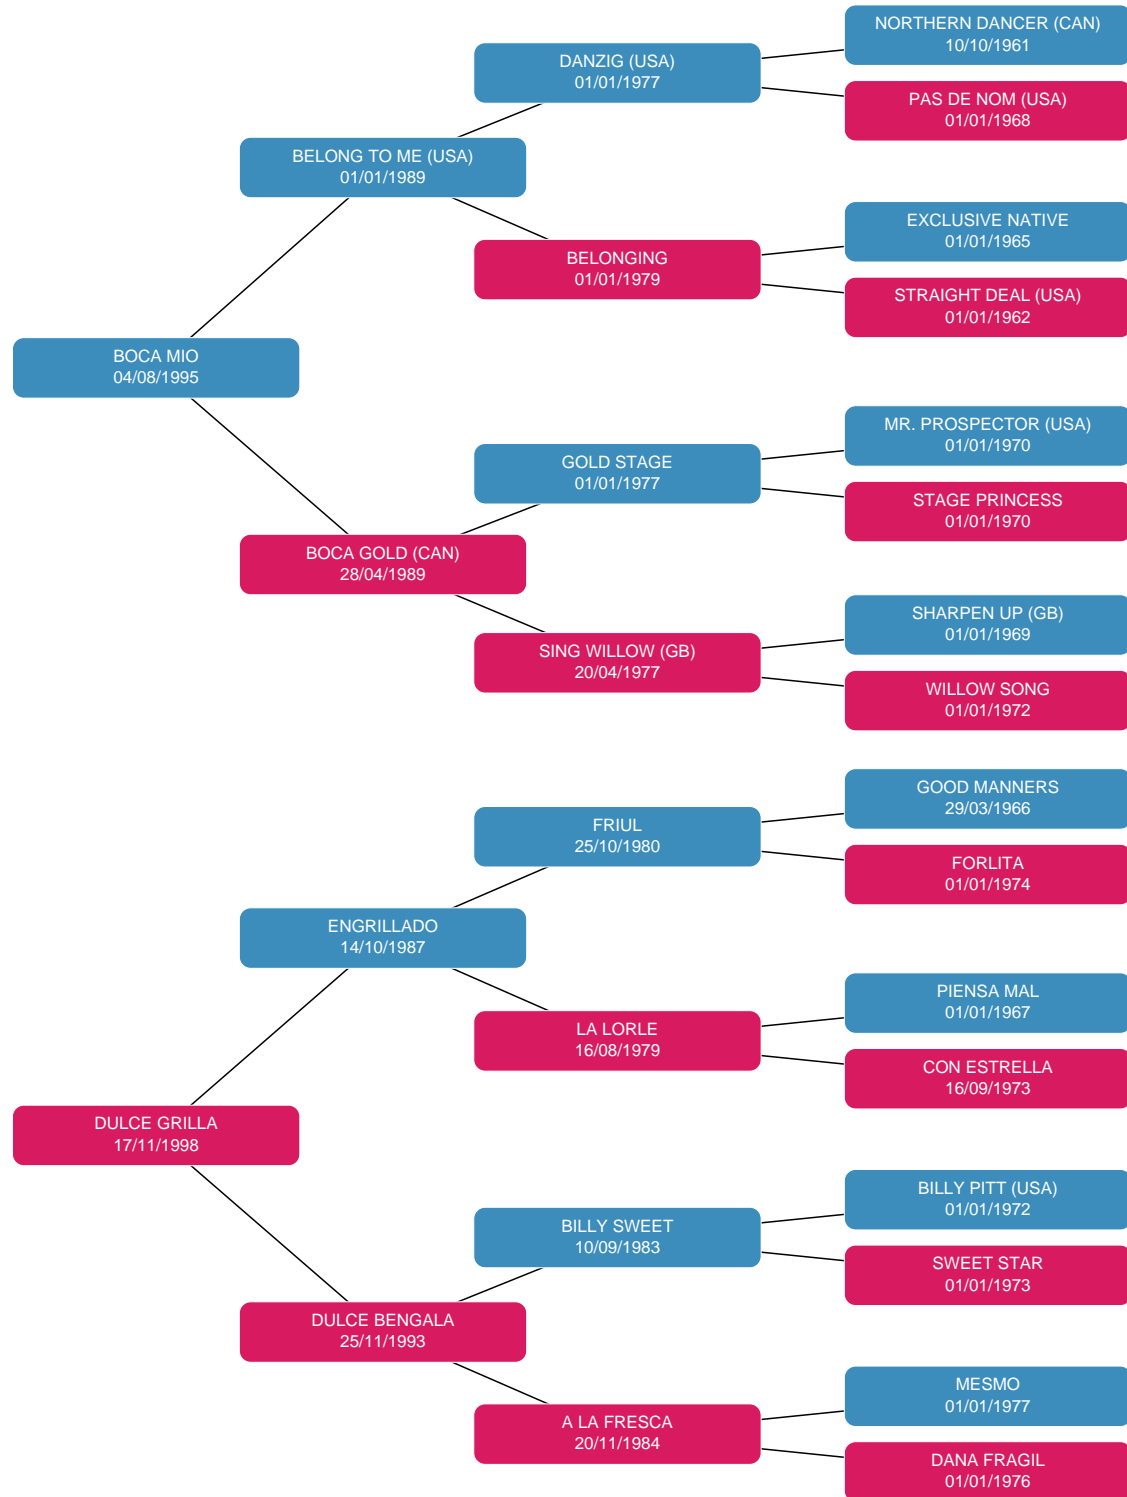 NORTHERN DANCER (CAN)
10/10/1961
DANZIG (USA)
01/01/1977
PAS DE NOM (USA)
01/01/1968
BELONG TO ME (USA)
01/01/1989
EXCLUSIVE NATIVE
01/01/1965
BELONGING
01/01/1979
STRAIGHT DEAL (USA)
01/01/1962
BOCA MIO
04/08/1995
MR. PROSPECTOR (USA)
01/01/1970
GOLD STAGE
01/01/1977
STAGE PRINCESS
01/01/1970
BOCA GOLD (CAN)
28/04/1989
SHARPEN UP (GB)
01/01/1969
SING WILLOW (GB)
20/04/1977
WILLOW SONG
01/01/1972
GOOD MANNERS
29/03/1966
FRIUL
25/10/1980
FORLITA
01/01/1974
ENGRILLADO
14/10/1987
PIENSA MAL
01/01/1967
LA LORLE
16/08/1979
CON ESTRELLA
16/09/1973
DULCE GRILLA
17/11/1998
BILLY PITT (USA)
01/01/1972
BILLY SWEET
10/09/1983
SWEET STAR
01/01/1973
DULCE BENGALA
25/11/1993
MESMO
01/01/1977
A LA FRESCA
20/11/1984
DANA FRAGIL
01/01/1976